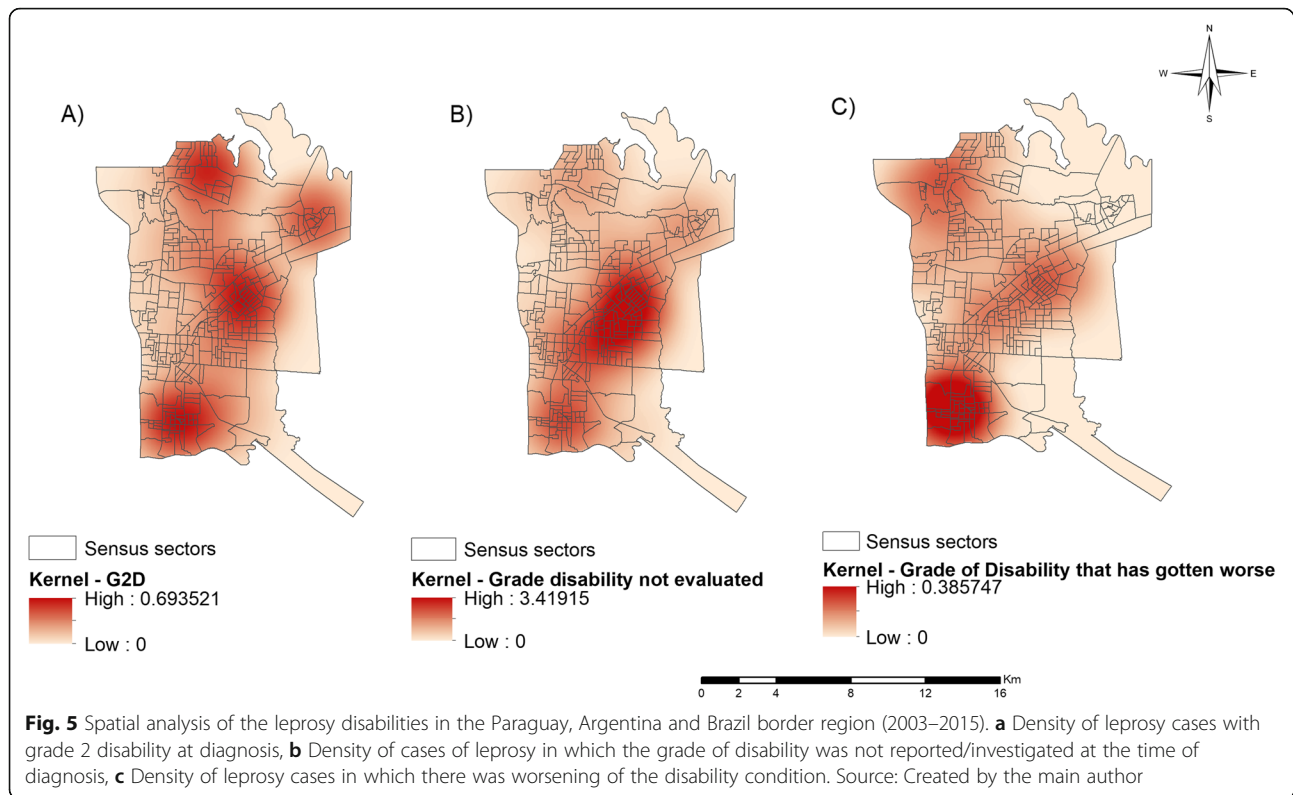 N
W E
S
A)
B)
C)
Sensus sectors
Kernel - G2D
High : 0.693521
Low : 0
Sensus sectors
Kernel - Grade disability not evaluated
High : 3.41915
Low : 0
Sensus sectors
Kernel - Grade of Disability that has gotten worse
High : 0.385747
Low : 0
Km
0 2 4 8 12 16
Fig. 5 Spatial analysis of the leprosy disabilities in the Paraguay, Argentina and Brazil border region (2003–2015). a Density of leprosy cases with
grade 2 disability at diagnosis, b Density of cases of leprosy in which the grade of disability was not reported/investigated at the time of
diagnosis, c Density of leprosy cases in which there was worsening of the disability condition. Source: Created by the main author